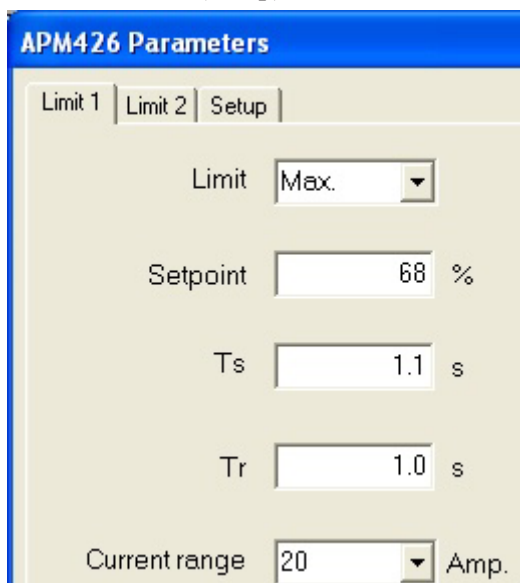 APM426 Parameters
Limit 1 Limit 2 Setup
Limit Max.
Setpoint 68 %
Ts 1.1 s
Tr 1.0 s
Current range 20 Amp.